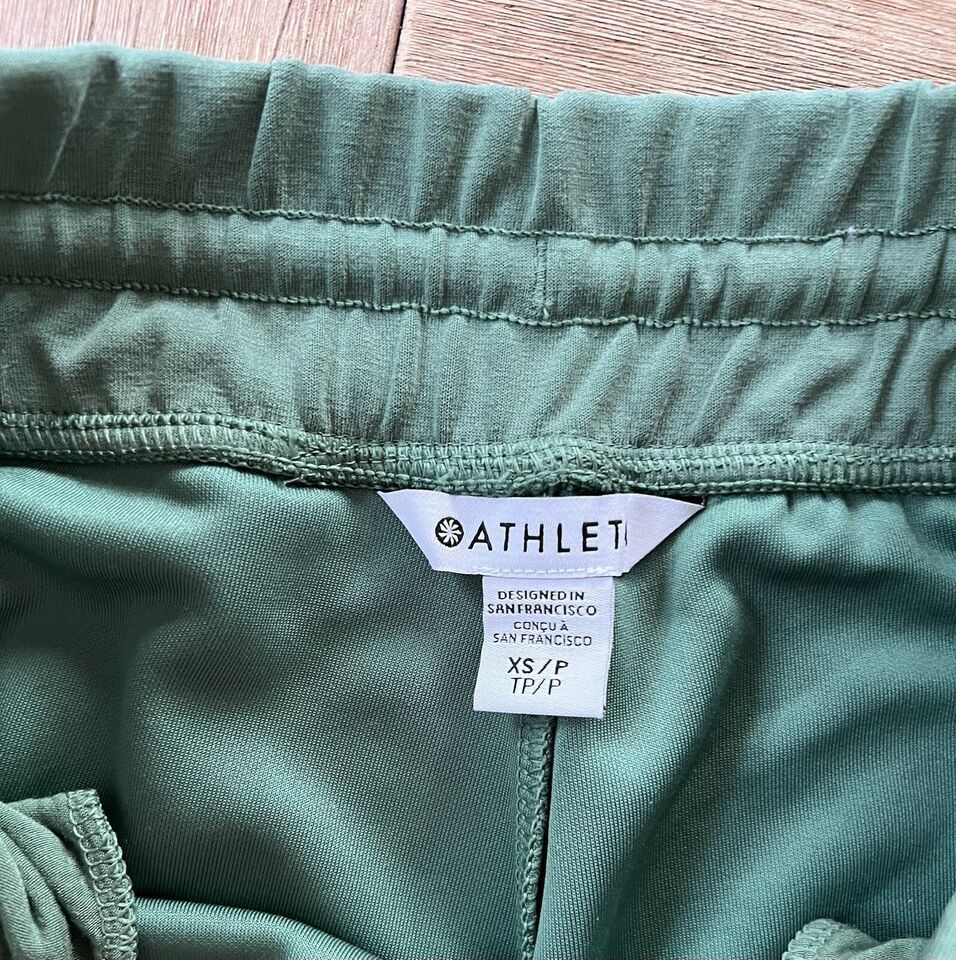 ATHLET
DESIGNED IN
SAN FRANCISCO
CONÇU À
SAN FRANCISCO
XS/P
TP/P